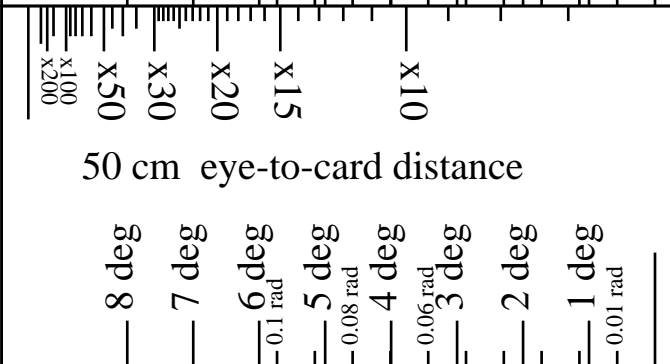 x200 x100 x50 x30 x20 x15 x10
50 cm eye-to-card distance
8 deg 7 deg 6 deg 0.1 rad 5 deg 0.08 rad 4 deg 0.06 rad 3 deg 2 deg 1 deg 0.01 rad